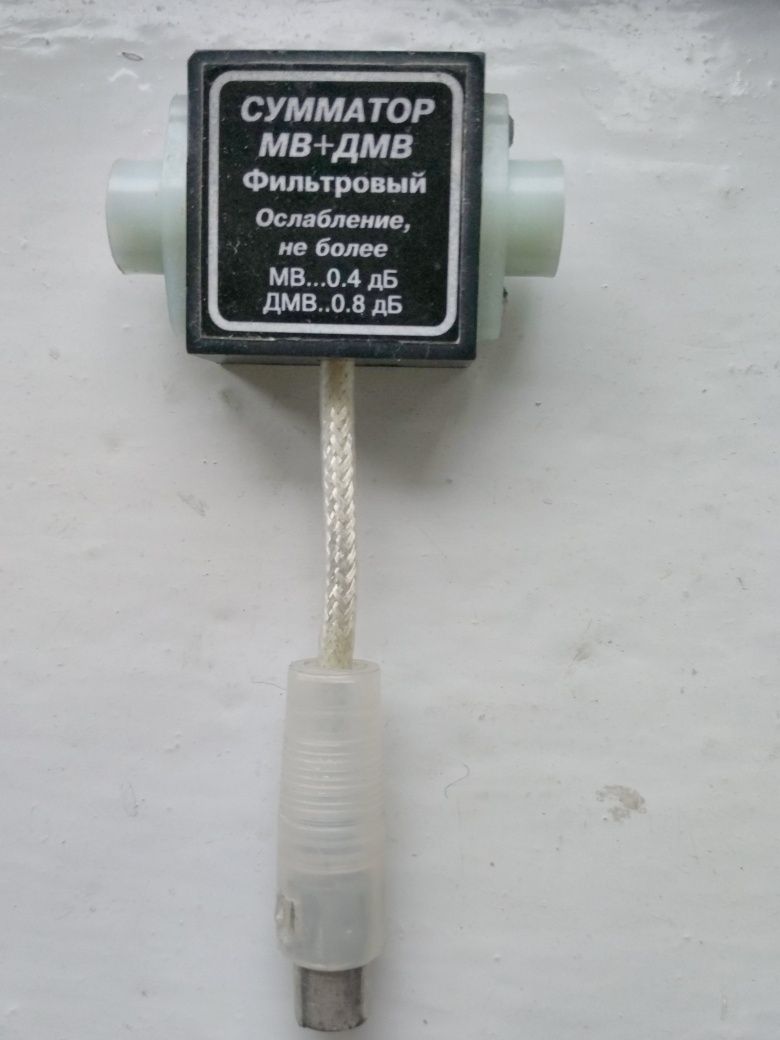 СУММАТОР
МВ+ДМВ
Фильтровый
Ослабление,
не более
МВ...0.4 дБ
ДМВ..0.8 дБ